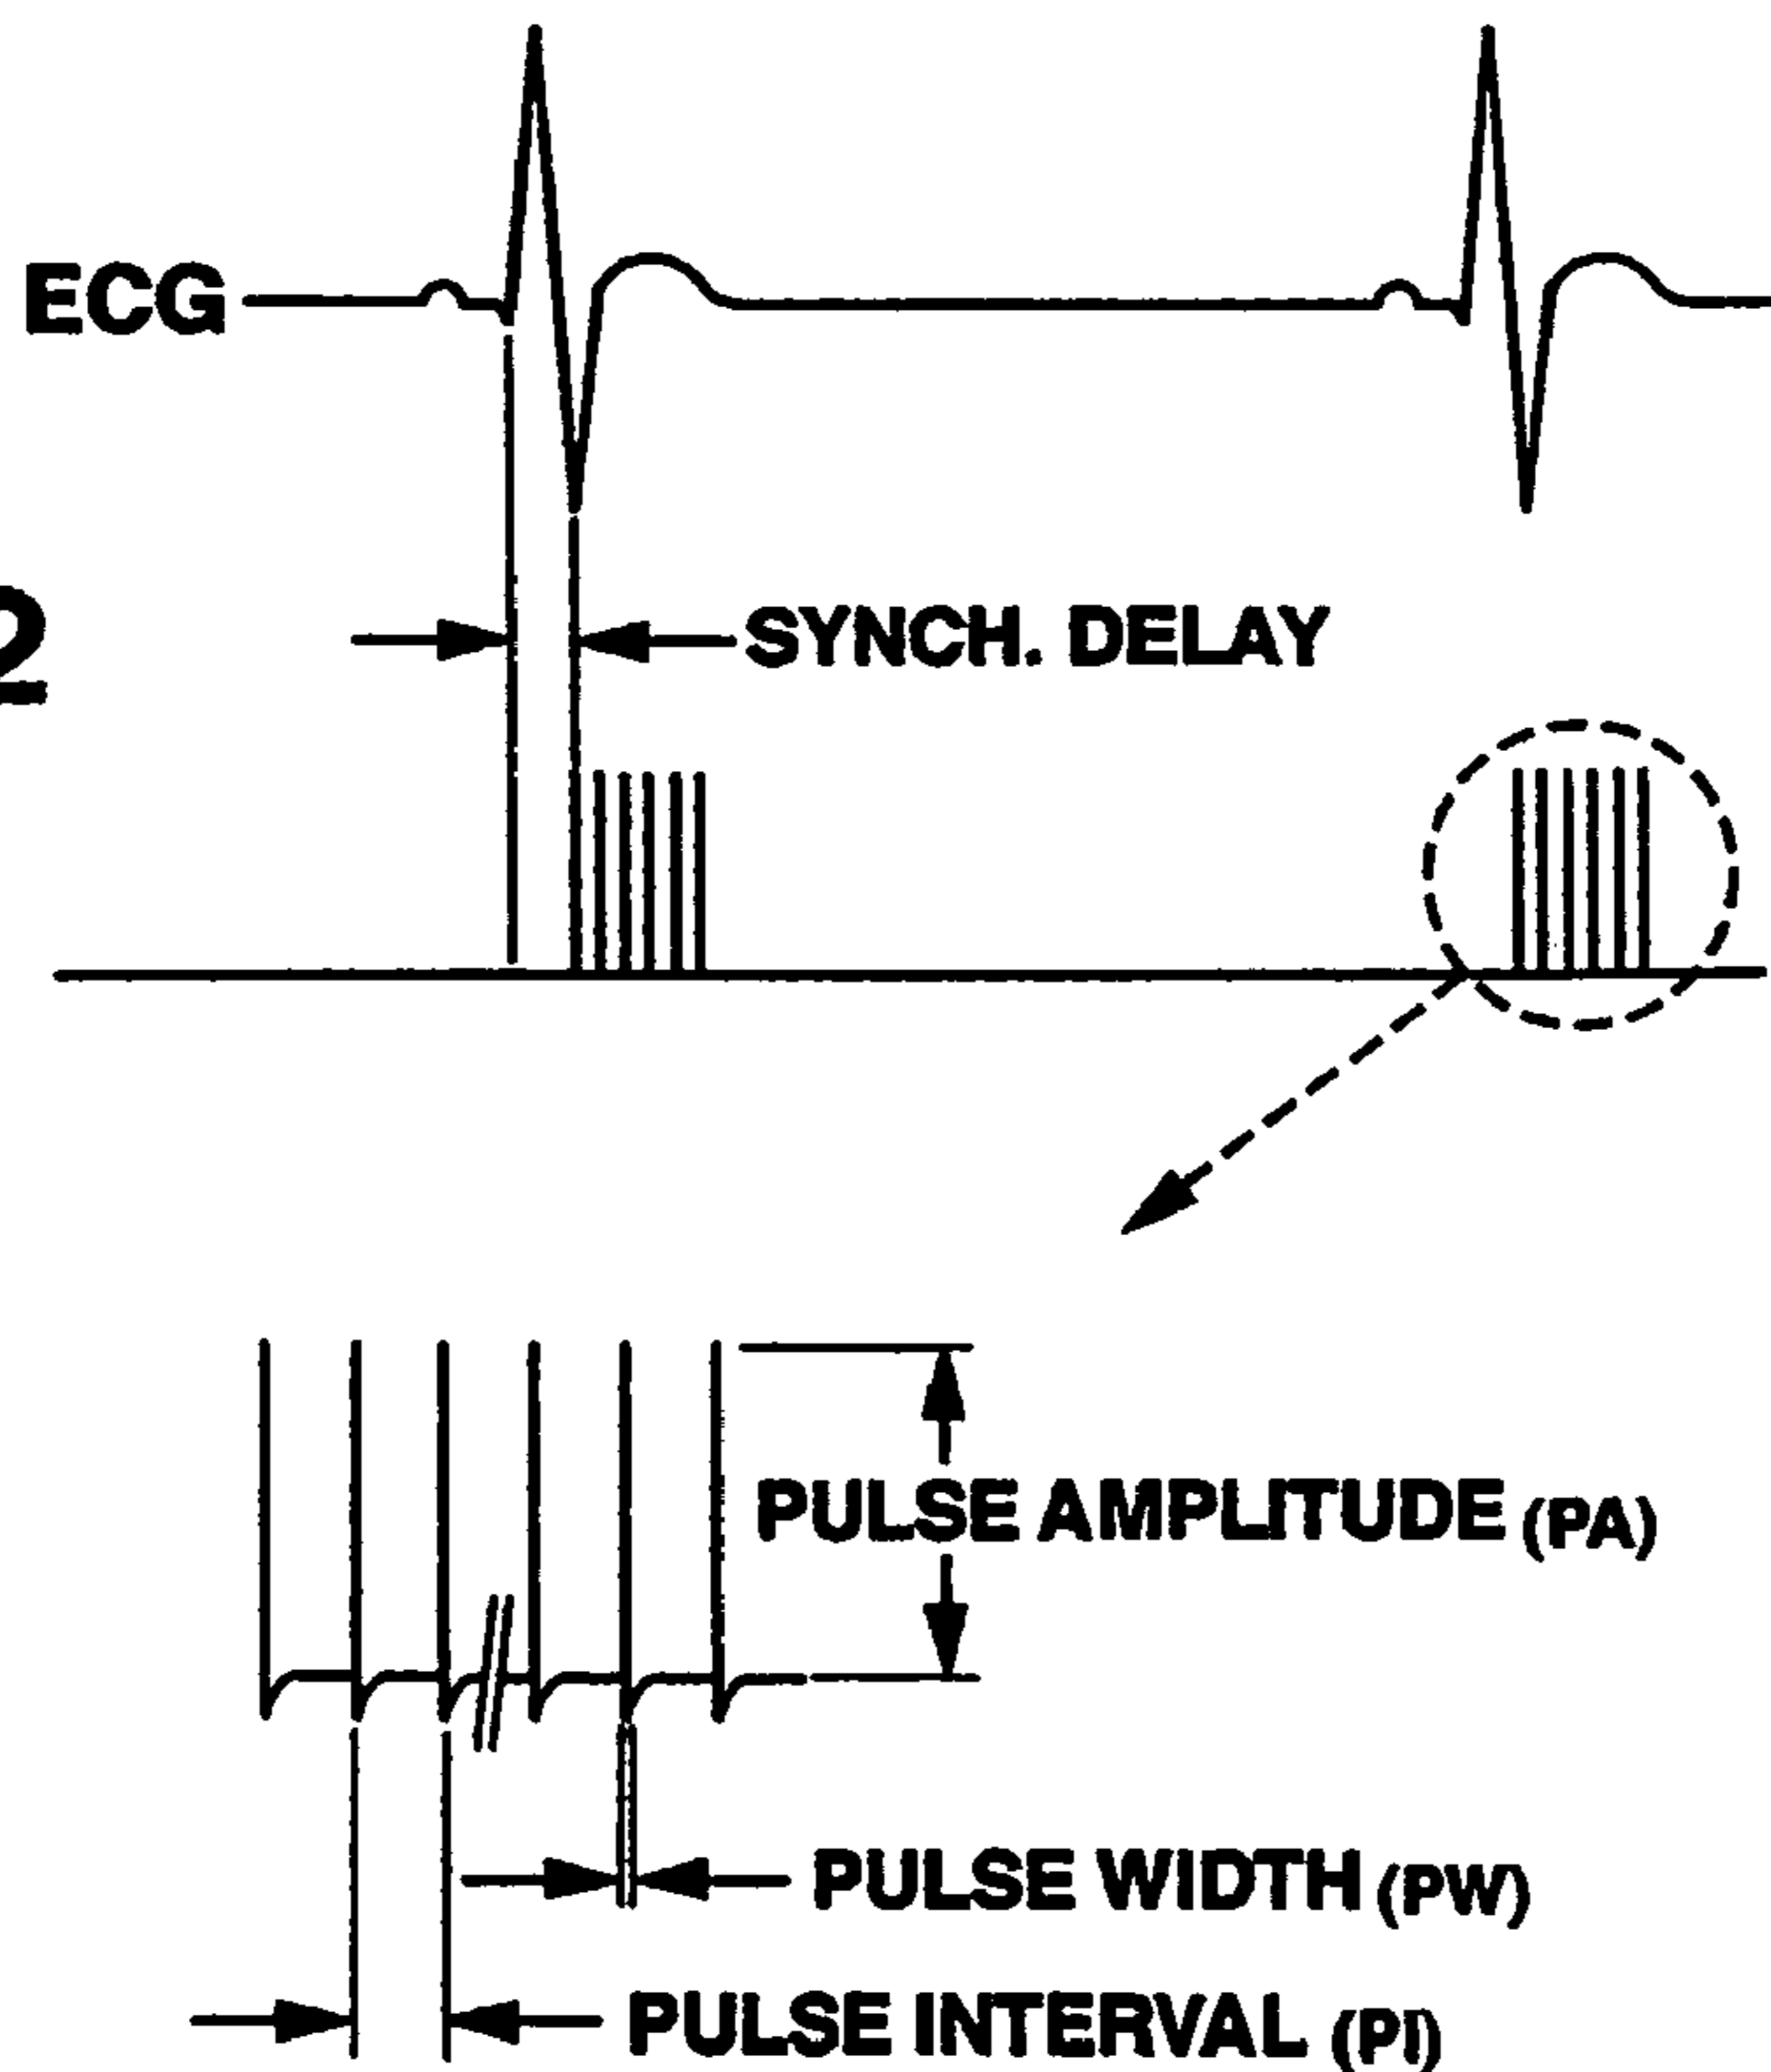 ECG
2
SYNCH. DELAY
PULSE AMPLITUDE (PA)
PULSE WIDTH (PW)
PULSE INTERVAL (PI)